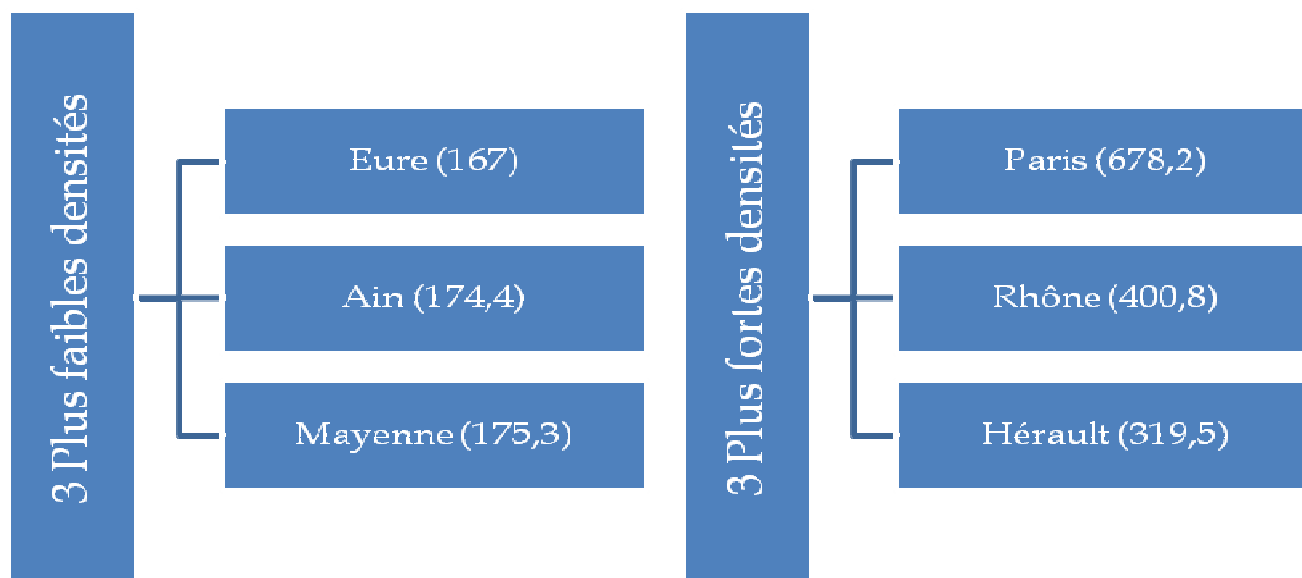 3 Plus faibles densités
Eure (167)
Ain (174,4)
Mayenne (175,3)
3 Plus fortes densités
Paris (678,2)
Rhône (400,8)
Hérault (319,5)